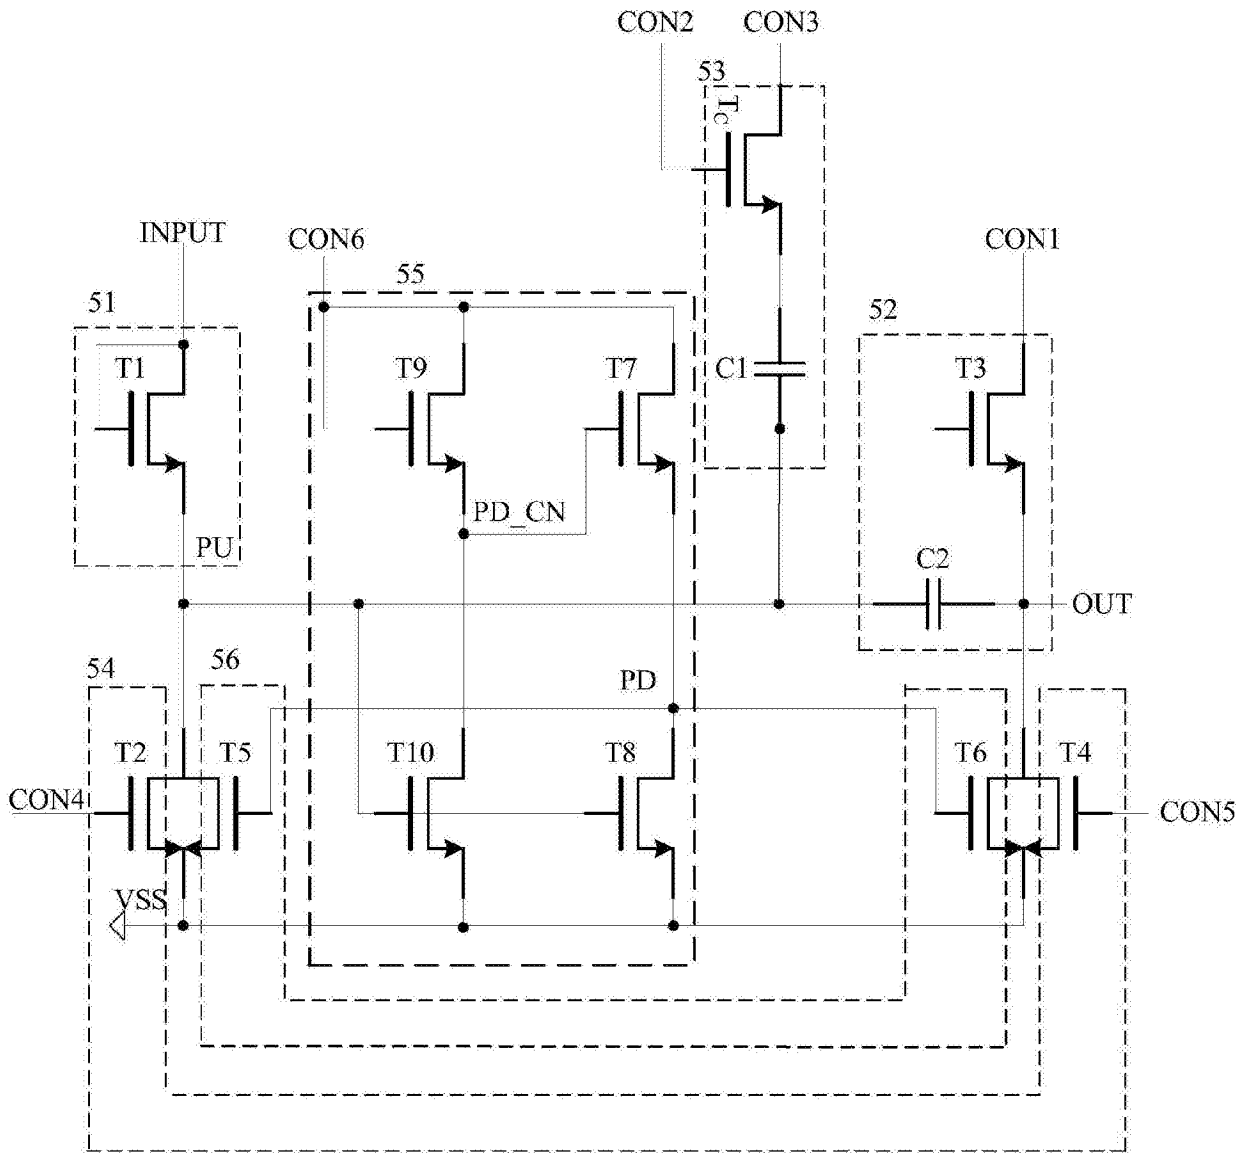 CON2 CON3
53
Tc
INPUT
CON6
CON1
55
51
52
T1
T9
T7
C1
T3
PD_CN
PU
C2
OUT
54
56
PD
T2
T5
T10
T8
T6
T4
CON4
CON5
VSS